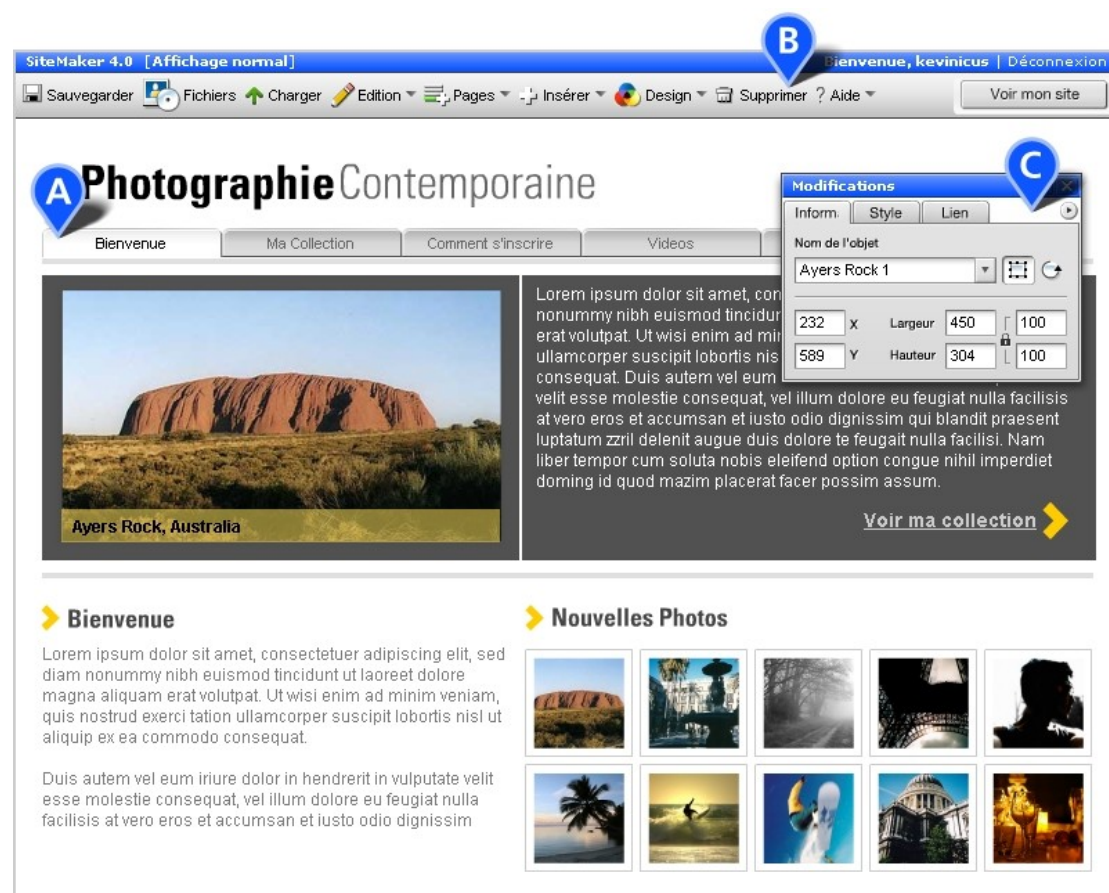 B
SiteMaker 4.0 [Affichage normal]
Bienvenue, kevinicus | Déconnexion
Sauvegarder Fichiers Charger Edition Pages Insérer Design Supprimer ? Aide
Voir mon site
A
Photographie Contemporaine
C
Modifications
Inform. Style Lien
Nom de l'objet
Ayers Rock 1
232 X Largeur 450 100
589 Y Hauteur 304 100
Bienvenue Ma Collection Comment s'inscrire Videos
Ayers Rock, Australia
Lorem ipsum dolor sit amet, con
nonummy nibh euismod tincidun
erat volutpat. Ut wisi enim ad mi
ullamcorper suscipit lobortis nis
consequat. Duis autem vel eum
velit esse molestie consequat, vel illum dolore eu feugiat nulla facilisis
at vero eros et accumsan et iusto odio dignissim qui blandit praesent
luptatum zzril delenit augue duis dolore te feugait nulla facilisi. Nam
liber tempor cum soluta nobis eleifend option congue nihil imperdiet
doming id quod mazim placerat facer possim assum.
Voir ma collection
Bienvenue
Lorem ipsum dolor sit amet, consectetuer adipiscing elit, sed
diam nonummy nibh euismod tincidunt ut laoreet dolore
magna aliquam erat volutpat. Ut wisi enim ad minim veniam,
quis nostrud exerci tation ullamcorper suscipit lobortis nisl ut
aliquip ex ea commodo consequat.
Duis autem vel eum iriure dolor in hendrerit in vulputate velit
esse molestie consequat, vel illum dolore eu feugiat nulla
facilisis at vero eros et accumsan et iusto odio dignissim
Nouvelles Photos